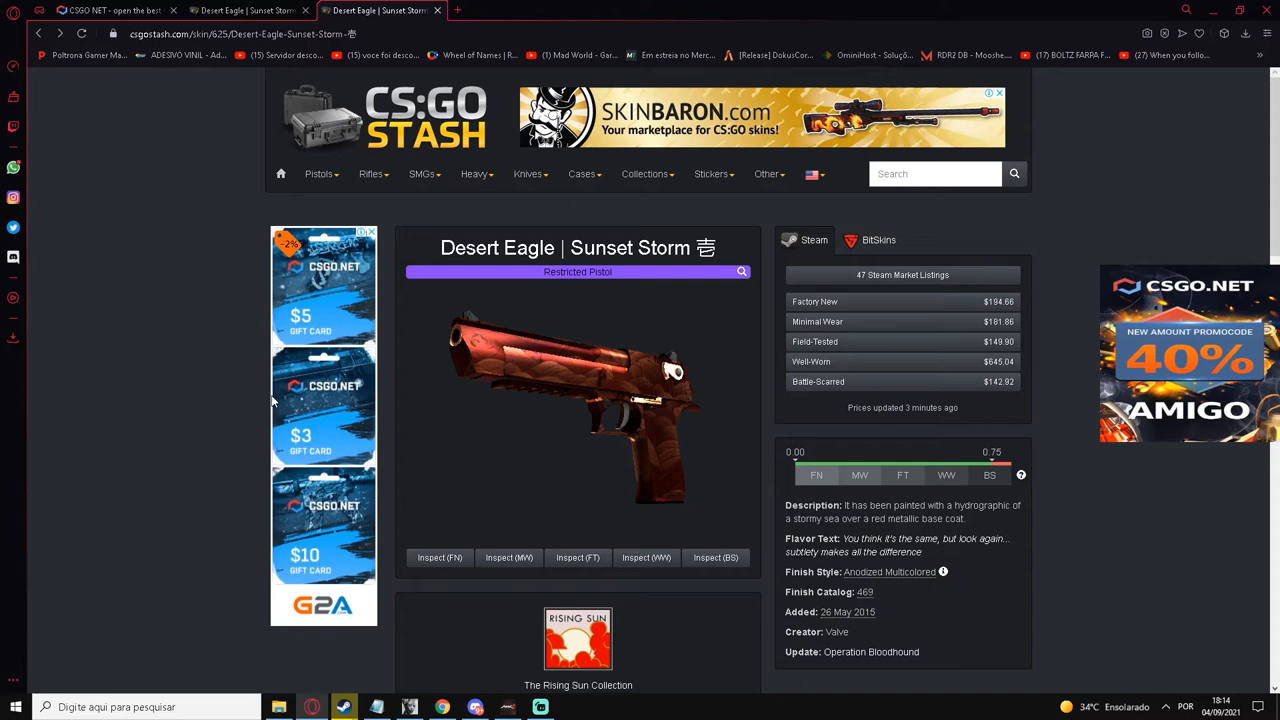 CSGO.NET - open the best
Desert Eagle | Sunset Storm
Desert Eagle | Sunset Storm
csgostash.com/skin/625/Desert-Eagle-Sunset-Storm-壱
Poltrona Gamer Ma...
ADESIVO VINIL - Ad...
(15) Servidor desco...
(15) voce foi desco...
Wheel of Names | R...
(1) Mad World - Gar...
Em estreia no Merc...
[Release] DokusCor...
OminiHost - Soluçõ...
RDR2 DB - Mooshe...
(17) BOLTZ FARPA F...
(27) When you follo...
CS:GO
STASH
SKINBARON.com
Your marketplace for CS:GO skins!
Pistols
Rifles
SMGs
Heavy
Knives
Cases
Collections
Stickers
Other
Search
-2%
CSGO.NET
$5
GIFT CARD
CSGO.NET
$3
GIFT CARD
CSGO.NET
$10
GIFT CARD
G2A.com
Desert Eagle | Sunset Storm 壱
Restricted Pistol
Inspect (FN)
Inspect (MW)
Inspect (FT)
Inspect (WW)
Inspect (BS)
RISING SUN
The Rising Sun Collection
Steam
BitSkins
47 Steam Market Listings
Factory New $194.66
Minimal Wear $181.86
Field-Tested $149.90
Well-Worn $645.04
Battle-Scarred $142.92
Prices updated 3 minutes ago
0.00 0.75
FN MW FT WW BS
Description: It has been painted with a hydrographic of
a stormy sea over a red metallic base coat.
Flavor Text: You think it's the same, but look again...
subtlety makes all the difference
Finish Style: Anodized Multicolored
Finish Catalog: 469
Added: 26 May 2015
Creator: Valve
Update: Operation Bloodhound
CSGO.NET
NEW AMOUNT PROMOCODE
40%
AMIGO
Digite aqui para pesquisar
34°C Ensolarado
POR
18:14
04/09/2021